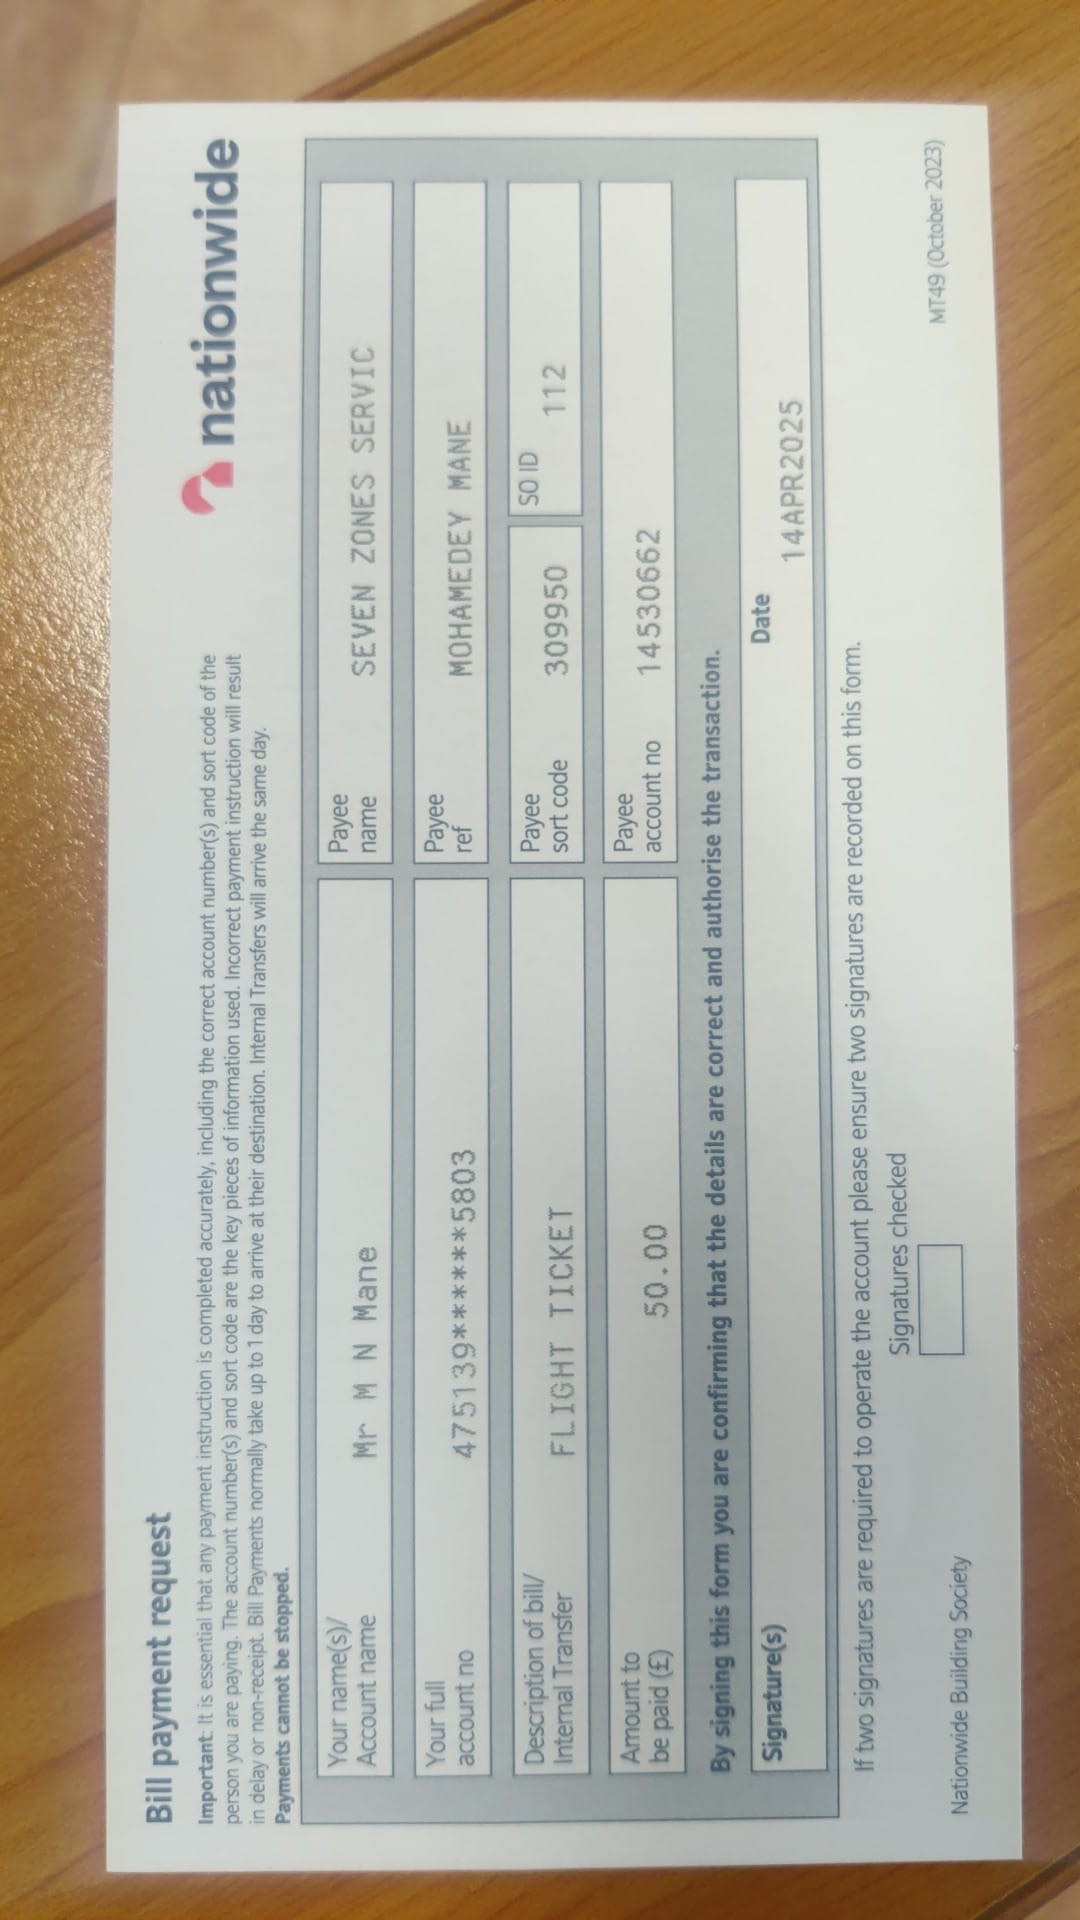 Bill payment request
nationwide
Important: It is essential that any payment instruction is completed accurately, including the correct account number(s) and sort code of the
person you are paying. The account number(s) and sort code are the key pieces of information used. Incorrect payment instruction will result
in delay or non-receipt. Bill Payments normally take up to 1 day to arrive at their destination. Internal Transfers will arrive the same day.
Payments cannot be stopped.
Your name(s)/
Account name
Mr M N Mane
Payee
name
SEVEN ZONES SERVIC
Your full
account no
475139******5803
Payee
ref
MOHAMEDEY MANE
Description of bill/
Internal Transfer
FLIGHT TICKET
Payee
sort code
309950
SO ID
112
Amount to
be paid (£)
50.00
Payee
account no
14530662
By signing this form you are confirming that the details are correct and authorise the transaction.
Signature(s)
Date
14APR2025
If two signatures are required to operate the account please ensure two signatures are recorded on this form.
Signatures checked
Nationwide Building Society
MT49 (October 2023)